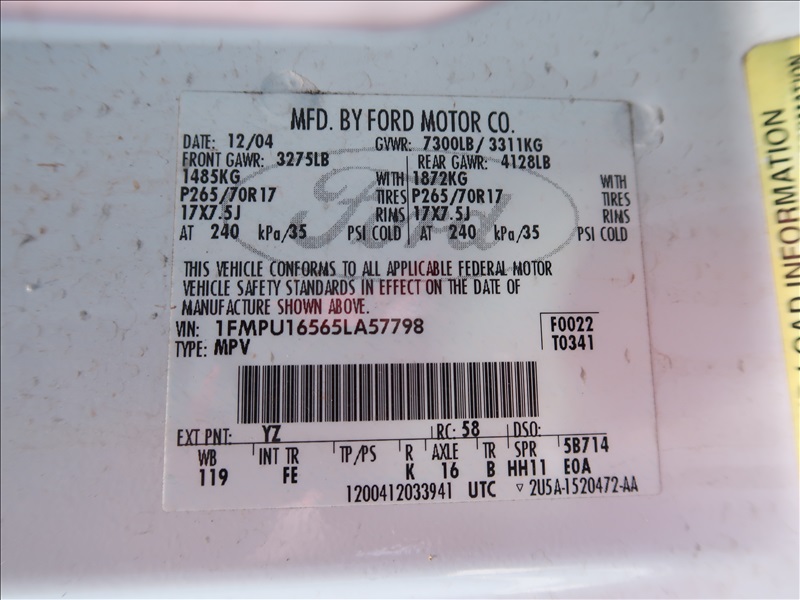 MFD. BY FORD MOTOR CO.
DATE: 12/04 GVWR: 7300LB/ 3311KG
FRONT GAWR: 3275LB REAR GAWR: 4128LB
1485KG WITH 1872KG WITH
P265/70R17 TIRES P265/70R17 TIRES
17X7.5J RIMS 17X7.5J RIMS
AT 240 kPa/35 PSI COLD AT 240 kPa/35 PSI COLD
Ford
THIS VEHICLE CONFORMS TO ALL APPLICABLE FEDERAL MOTOR
VEHICLE SAFETY STANDARDS IN EFFECT ON THE DATE OF
MANUFACTURE SHOWN ABOVE.
VIN: 1FMPU16565LA57798 F0022
TYPE: MPV T0341
EXT PNT: YZ RC: 58 DSO:
WB INT TR TP/PS R AXLE TR SPR 5B714
119 FE K 16 B HH11 E0A
1200412033941 UTC ▽ 2U5A-1520472-AA
LOAD INFORMATION